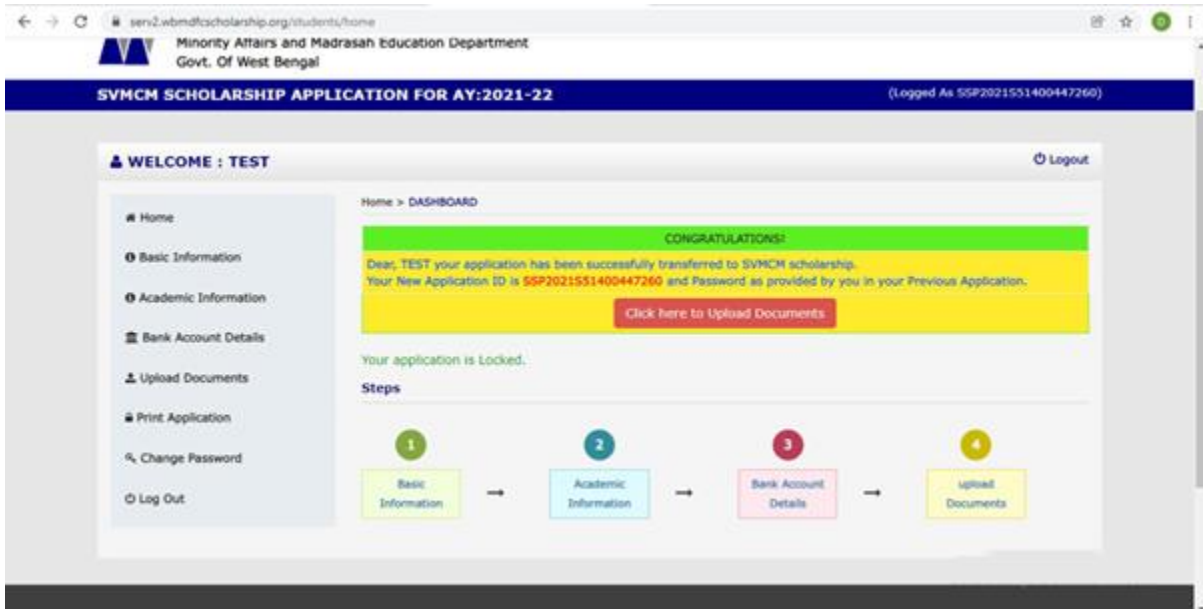 serv2.wbmdfcscholarship.org/students/home
Minority Affairs and Madrasah Education Department
Govt. Of West Bengal
SVMCM SCHOLARSHIP APPLICATION FOR AY:2021-22
(Logged As SSP2021S51400447260)
WELCOME : TEST
Logout
Home
Basic Information
Academic Information
Bank Account Details
Upload Documents
Print Application
Change Password
Log Out
Home > DASHBOARD
CONGRATULATIONS!
Dear, TEST your application has been successfully transferred to SVMCM scholarship.
Your New Application ID is SSP2021S51400447260 and Password as provided by you in your Previous Application.
Click here to Upload Documents
Your application is Locked.
Steps
1
2
3
4
Basic
Information
→
Academic
Information
→
Bank Account
Details
→
upload
Documents